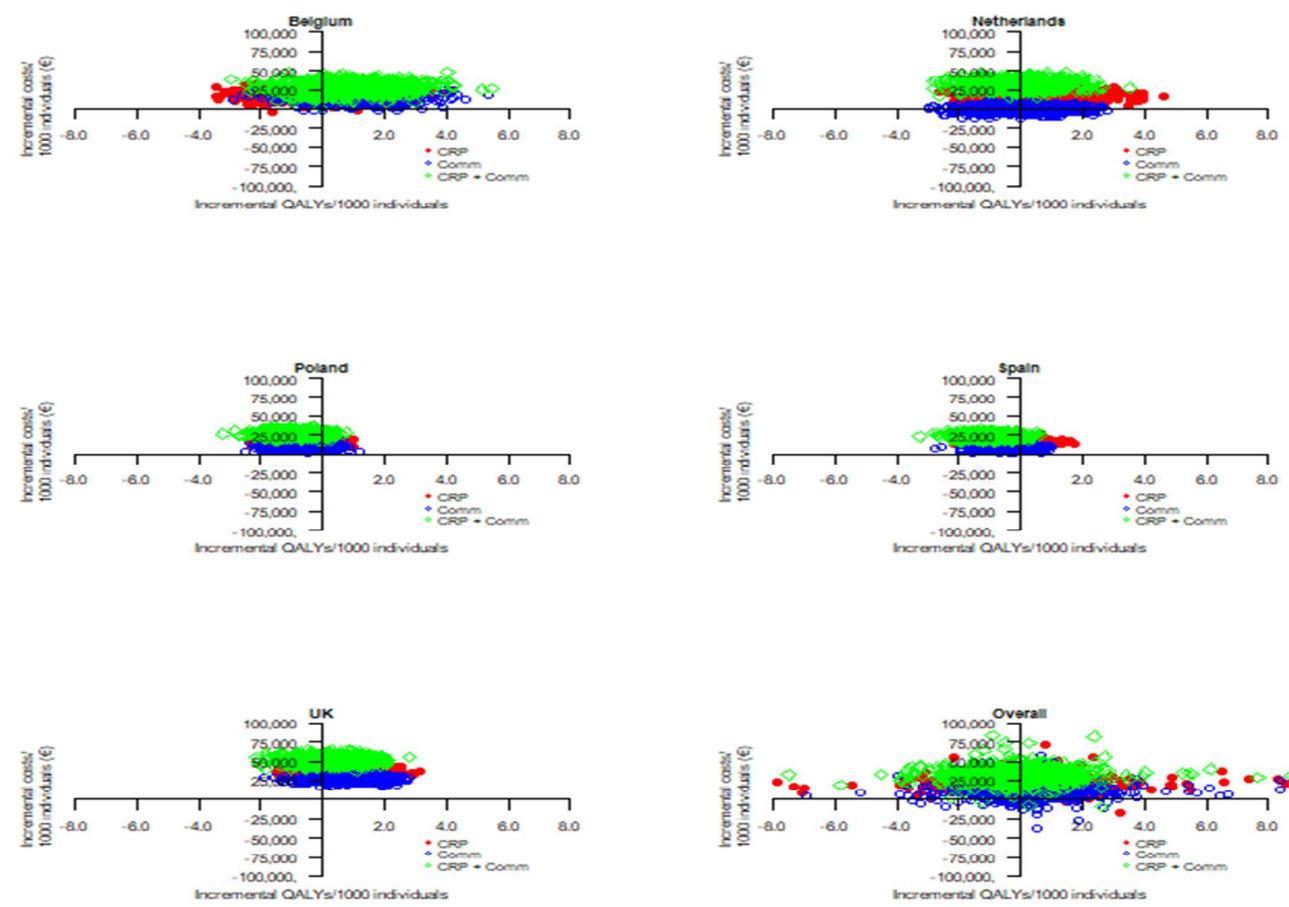 Belgium
100,000
75,000
50,000
25,000
-8.0 -6.0 -4.0 -2.0 2.0 4.0 6.0 8.0
-25,000
-50,000
-75,000
-100,000,
Incremental costs/
1000 individuals (€)
CRP
Comm
CRP + Comm
Incremental QALYs/1000 individuals
Netherlands
100,000
75,000
50,000
25,000
-8.0 -6.0 -4.0 -2.0 2.0 4.0 6.0 8.0
-25,000
-50,000
-75,000
-100,000,
Incremental costs/
1000 individuals (€)
CRP
Comm
CRP + Comm
Incremental QALYs/1000 individuals
Poland
100,000
75,000
50,000
25,000
-8.0 -6.0 -4.0 -2.0 2.0 4.0 6.0 8.0
-25,000
-50,000
-75,000
-100,000,
Incremental costs/
1000 individuals (€)
CRP
Comm
CRP + Comm
Incremental QALYs/1000 individuals
Spain
100,000
75,000
50,000
25,000
-8.0 -6.0 -4.0 -2.0 2.0 4.0 6.0 8.0
-25,000
-50,000
-75,000
-100,000,
Incremental costs/
1000 individuals (€)
CRP
Comm
CRP + Comm
Incremental QALYs/1000 individuals
UK
100,000
75,000
50,000
25,000
-8.0 -6.0 -4.0 -2.0 2.0 4.0 6.0 8.0
-25,000
-50,000
-75,000
-100,000,
Incremental costs/
1000 individuals (€)
CRP
Comm
CRP + Comm
Incremental QALYs/1000 individuals
Overall
100,000
75,000
50,000
25,000
-8.0 -6.0 -4.0 -2.0 2.0 4.0 6.0 8.0
-25,000
-50,000
-75,000
-100,000,
Incremental costs/
1000 individuals (€)
CRP
Comm
CRP + Comm
Incremental QALYs/1000 individuals